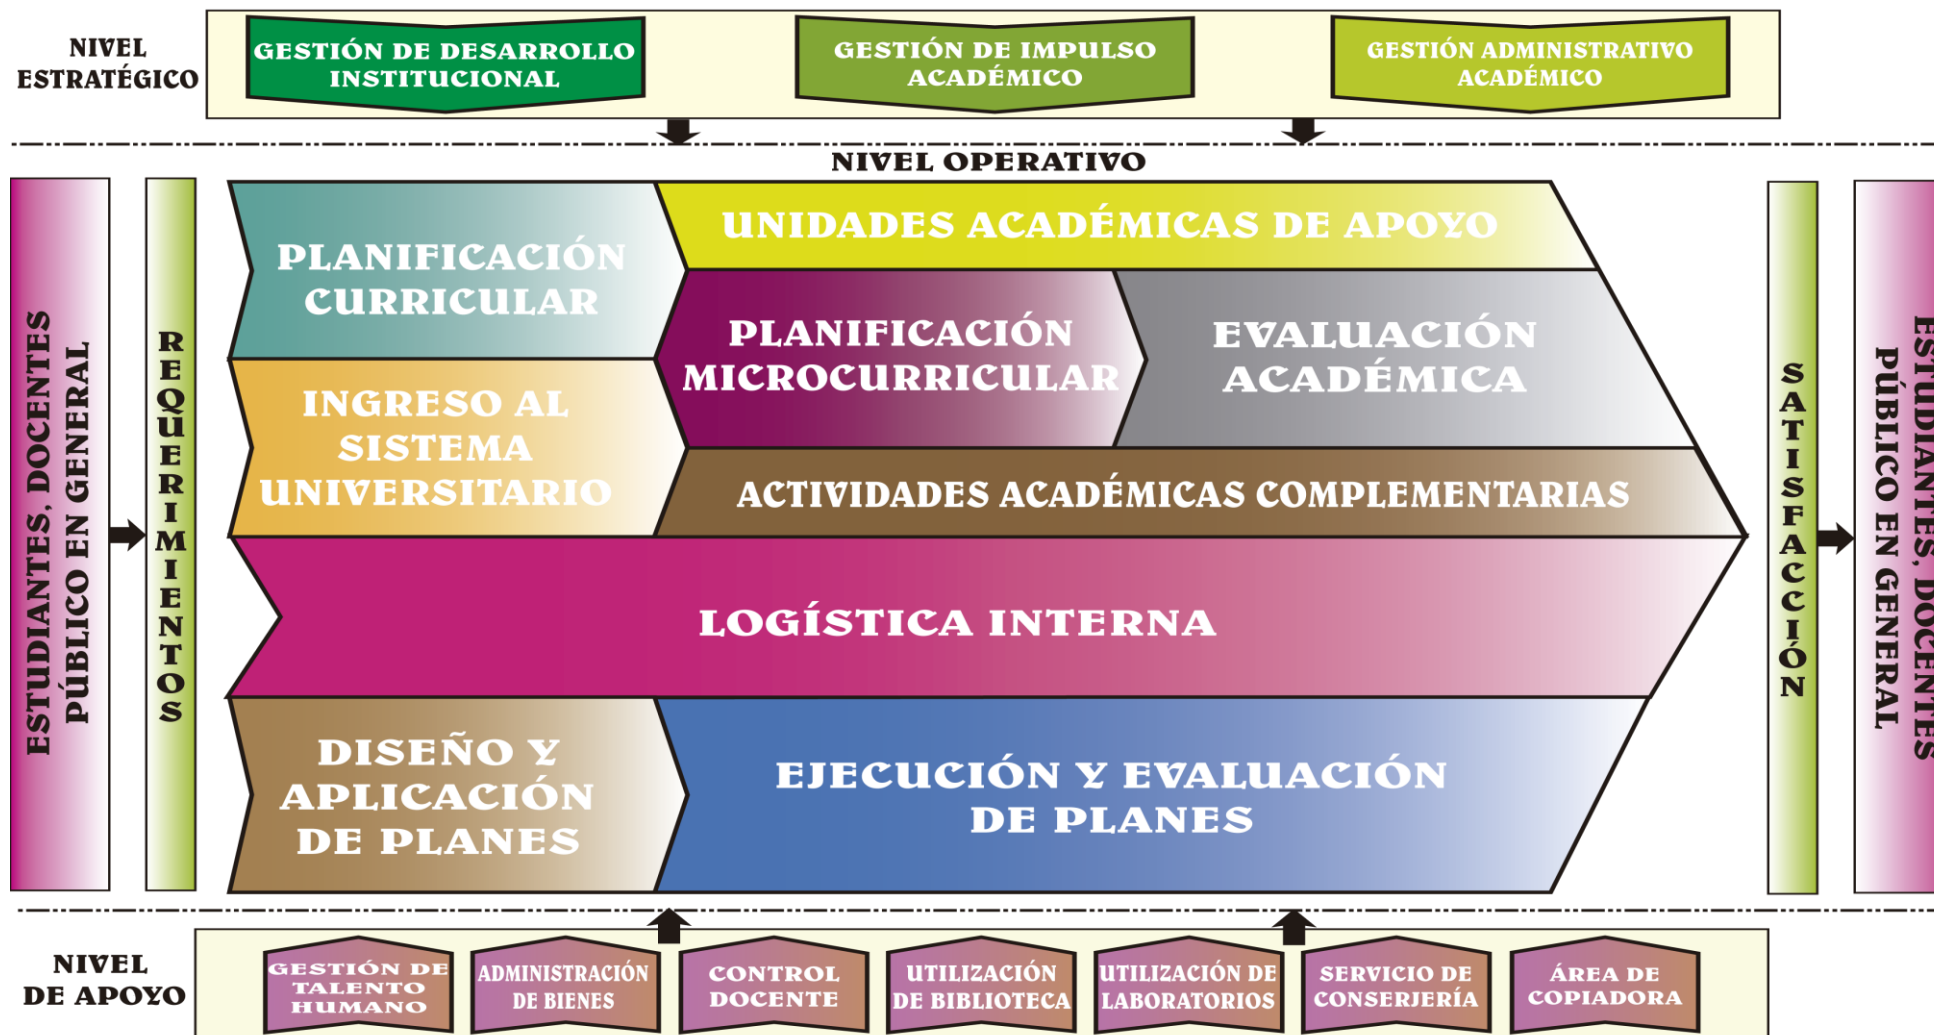 NIVEL
ESTRATÉGICO
GESTIÓN DE DESARROLLO
INSTITUCIONAL
GESTIÓN DE IMPULSO
ACADÉMICO
GESTIÓN ADMINISTRATIVO
ACADÉMICO
NIVEL OPERATIVO
ESTUDIANTES, DOCENTES
PÚBLICO EN GENERAL
REQUERIMIENTOS
PLANIFICACIÓN
CURRICULAR
INGRESO AL
SISTEMA
UNIVERSITARIO
UNIDADES ACADÉMICAS DE APOYO
PLANIFICACIÓN
MICROCURRICULAR
EVALUACIÓN
ACADÉMICA
ACTIVIDADES ACADÉMICAS COMPLEMENTARIAS
LOGÍSTICA INTERNA
DISEÑO Y
APLICACIÓN
DE PLANES
EJECUCIÓN Y EVALUACIÓN
DE PLANES
SATISFACCIÓN
ESTUDIANTES, DOCENTES
PÚBLICO EN GENERAL
NIVEL
DE APOYO
GESTIÓN DE
TALENTO
HUMANO
ADMINISTRACIÓN
DE BIENES
CONTROL
DOCENTE
UTILIZACIÓN
DE BIBLIOTECA
UTILIZACIÓN DE
LABORATORIOS
SERVICIO DE
CONSERJERÍA
ÁREA DE
COPIADORA